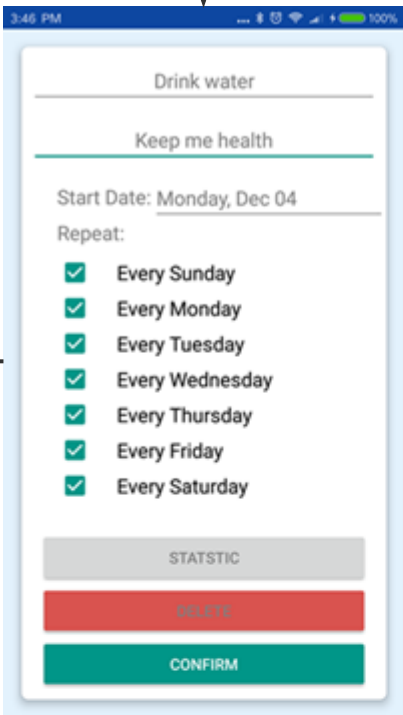 3:46 PM ... 100%
Drink water
Keep me health
Start Date: Monday, Dec 04
Repeat:
Every Sunday
Every Monday
Every Tuesday
Every Wednesday
Every Thursday
Every Friday
Every Saturday
STATSTIC
DELETE
CONFIRM